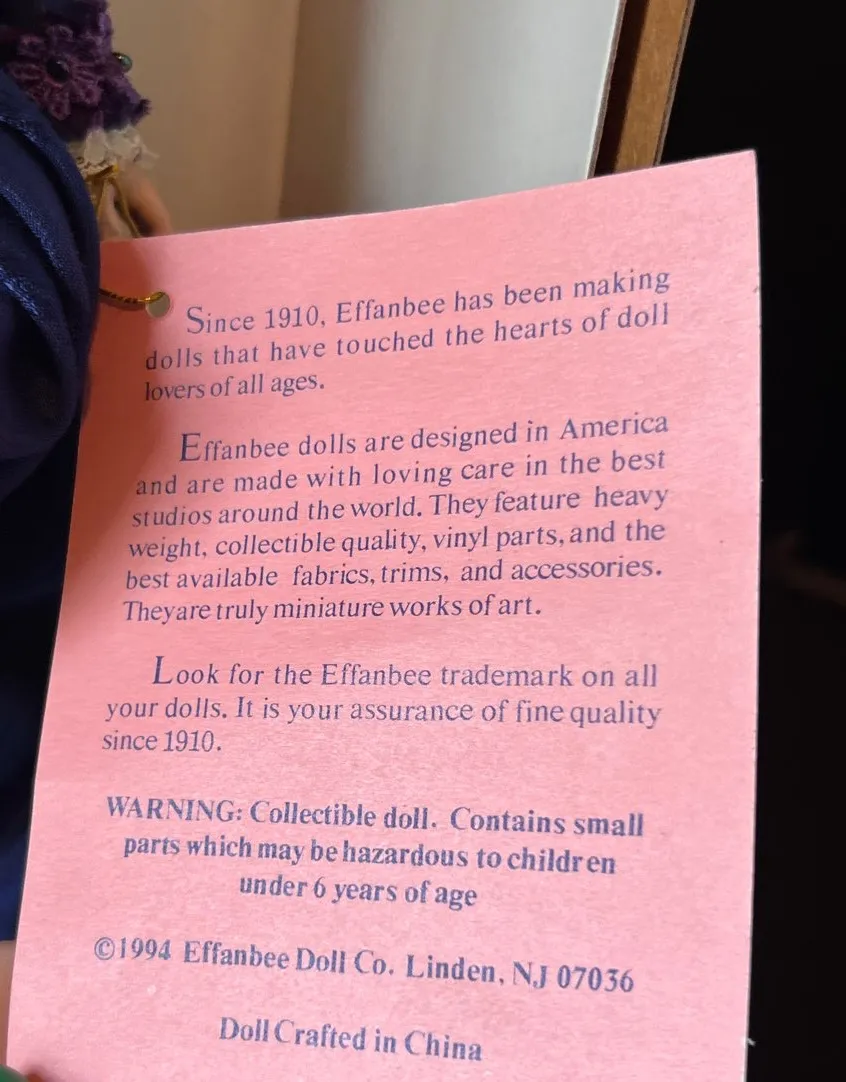 Since 1910, Effanbee has been making
dolls that have touched the hearts of doll
lovers of all ages.
Effanbee dolls are designed in America
and are made with loving care in the best
studios around the world. They feature heavy
weight, collectible quality, vinyl parts, and the
best available fabrics, trims, and accessories.
They are truly miniature works of art.
Look for the Effanbee trademark on all
your dolls. It is your assurance of fine quality
since 1910.
WARNING: Collectible doll. Contains small
parts which may be hazardous to children
under 6 years of age
©1994 Effanbee Doll Co. Linden, NJ 07036
Doll Crafted in China